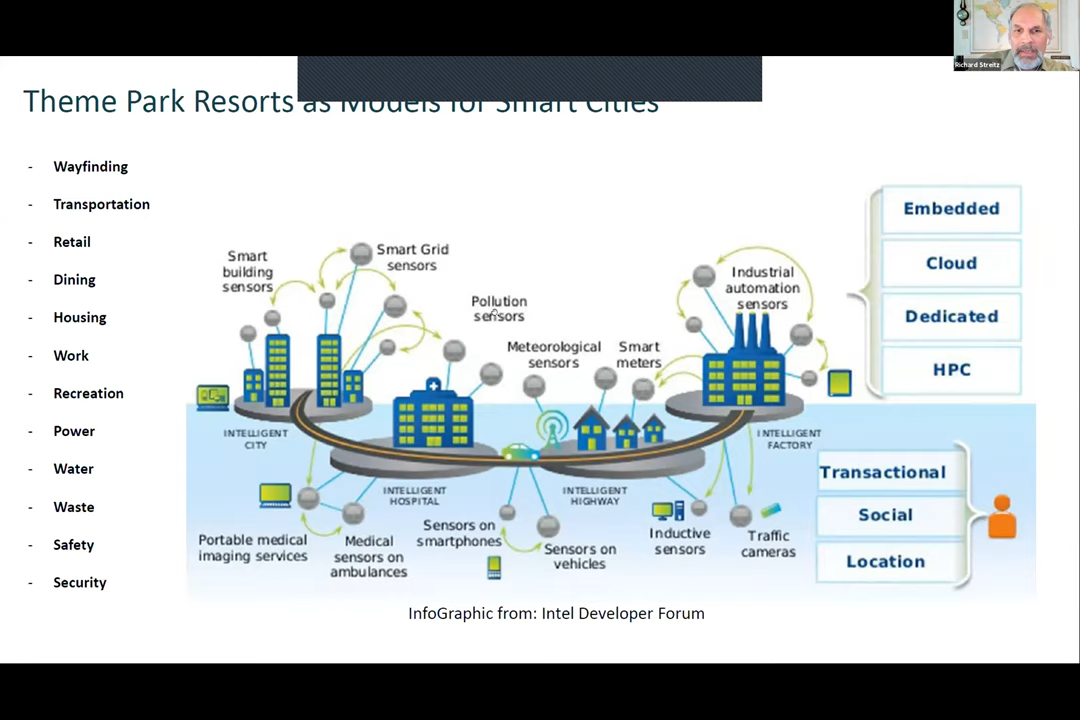 Richard Streitz
Theme Park Resorts as Models for Smart Cities
- Wayfinding
- Transportation
- Retail
- Dining
- Housing
- Work
- Recreation
- Power
- Water
- Waste
- Safety
- Security
Smart
building
sensors
Smart Grid
sensors
Pollution
sensors
Meteorological
sensors
Smart
meters
Industrial
automation
sensors
INTELLIGENT
CITY
INTELLIGENT
HOSPITAL
INTELLIGENT
HIGHWAY
INTELLIGENT
FACTORY
Portable medical
imaging services
Medical
sensors on
ambulances
Sensors on
smartphones
Sensors on
vehicles
Inductive
sensors
Traffic
cameras
Embedded
Cloud
Dedicated
HPC
Transactional
Social
Location
InfoGraphic from: Intel Developer Forum